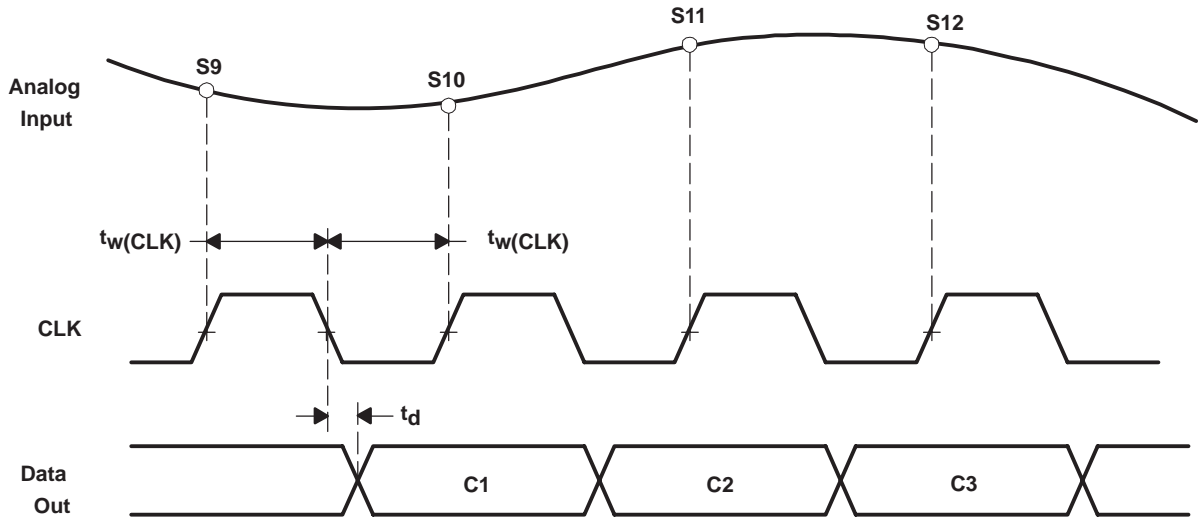 S9
S10
S11
S12
Analog
Input
tw(CLK)
tw(CLK)
CLK
td
Data
Out
C1
C2
C3